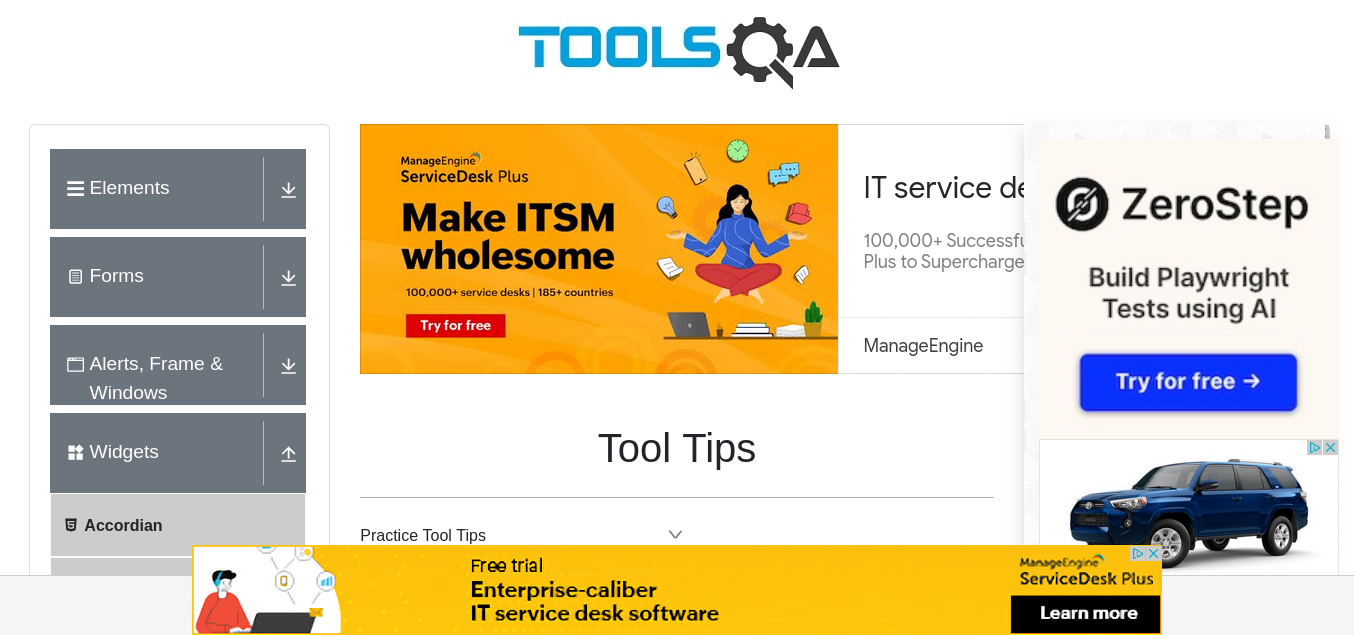 TOOLSQA
Elements
Forms
Alerts, Frame &
Windows
Widgets
Accordian
ManageEngine
ServiceDesk Plus
Make ITSM
wholesome
100,000+ service desks | 185+ countries
Try for free
IT service de
100,000+ Successfu
Plus to Supercharge
ManageEngine
ZeroStep
Build Playwright
Tests using AI
Try for free →
Tool Tips
Practice Tool Tips
Free trial
Enterprise-caliber
IT service desk software
ManageEngine
ServiceDesk Plus
Learn more